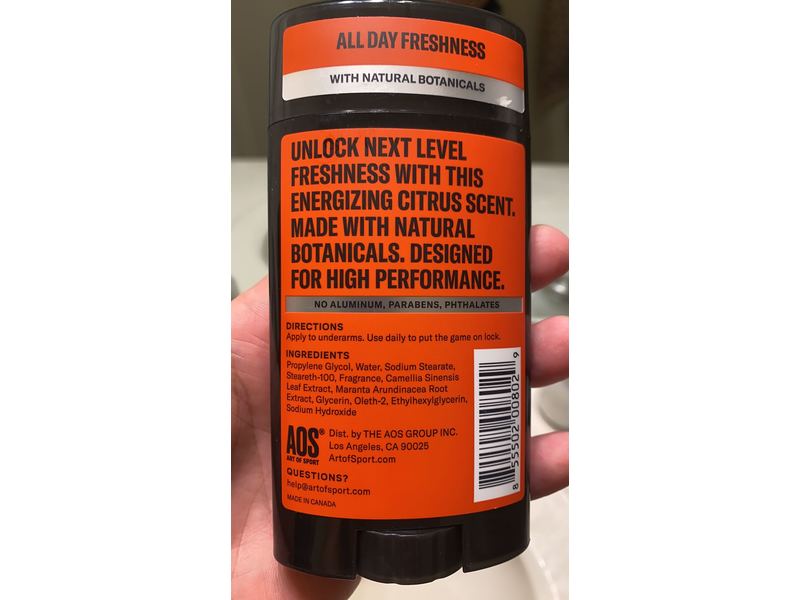 ALL DAY FRESHNESS
WITH NATURAL BOTANICALS
UNLOCK NEXT LEVEL
FRESHNESS WITH THIS
ENERGIZING CITRUS SCENT.
MADE WITH NATURAL
BOTANICALS. DESIGNED
FOR HIGH PERFORMANCE.
NO ALUMINUM, PARABENS, PHTHALATES
DIRECTIONS
Apply to underarms. Use daily to put the game on lock.
INGREDIENTS
Propylene Glycol, Water, Sodium Stearate,
Steareth-100, Fragrance, Camellia Sinensis
Leaf Extract, Maranta Arundinacea Root
Extract, Glycerin, Oleth-2, Ethylhexylglycerin,
Sodium Hydroxide
AOS®
ART OF SPORT
Dist. by THE AOS GROUP INC.
Los Angeles, CA 90025
ArtofSport.com
QUESTIONS?
help@artofsport.com
MADE IN CANADA
8 55502 00802 9